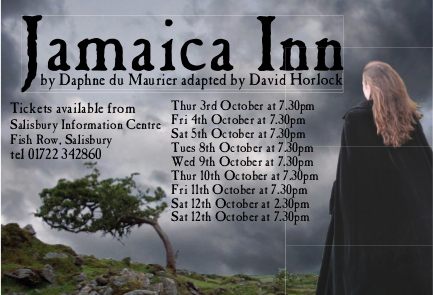 Jamaica Inn
by Daphne du Maurier adapted by David Horlock
Tickets available from
Salisbury Information Centre
Fish Row, Salisbury
tel 01722 342860
Thur 3rd October at 7.30pm
Fri 4th October at 7.30pm
Sat 5th October at 7.30pm
Tues 8th October at 7.30pm
Wed 9th October at 7.30pm
Thur 10th October at 7.30pm
Fri 11th October at 7.30pm
Sat 12th October at 2.30pm
Sat 12th October at 7.30pm